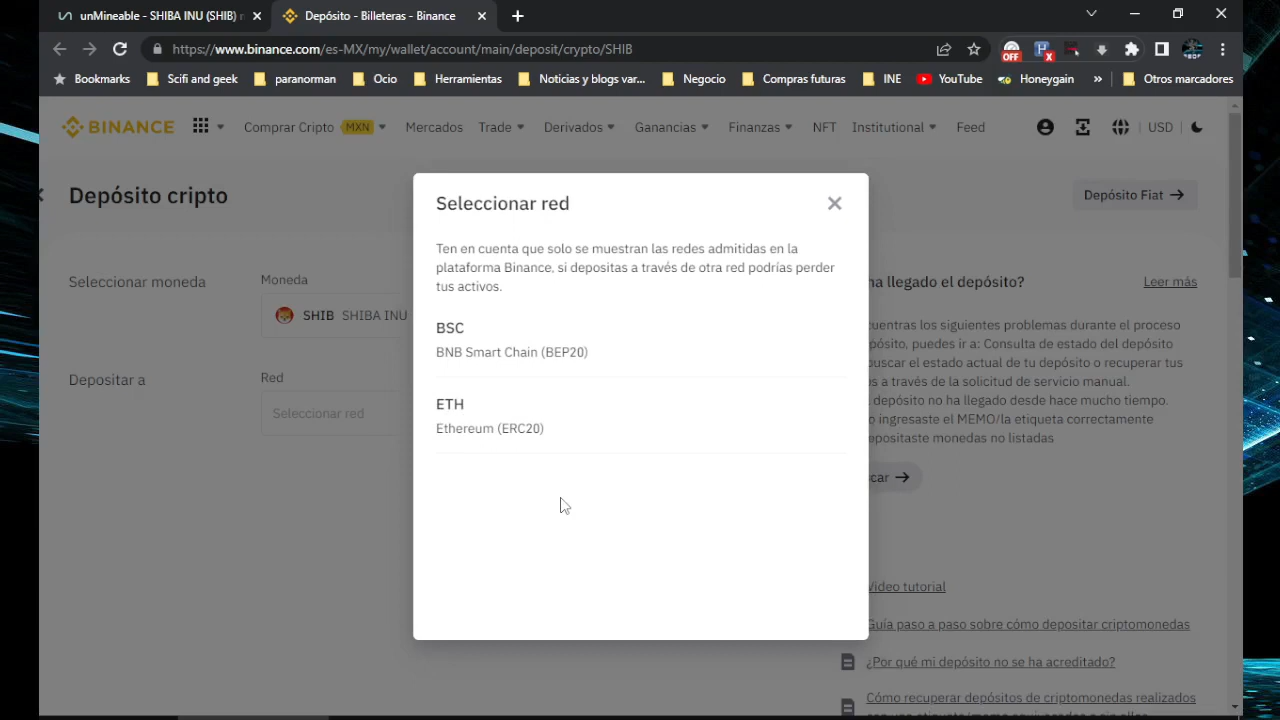 unMineable - SHIBA INU (SHIB)
Depósito - Billeteras - Binance
https://www.binance.com/es-MX/my/wallet/account/main/deposit/crypto/SHIB
OFF
Bookmarks
Scifi and geek
paranorman
Ocio
Herramientas
Noticias y blogs var...
Negocio
Compras futuras
INE
YouTube
Honeygain
»
Otros marcadores
BINANCE
Comprar Cripto MXN
Mercados
Trade
Derivados
Ganancias
Finanzas
NFT
Institucional
Feed
USD
Depósito cripto
Depósito Fiat
Seleccionar moneda
Moneda
SHIB SHIBA INU
Depositar a
Red
Seleccionar red
Seleccionar red
Ten en cuenta que solo se muestran las redes admitidas en la
plataforma Binance, si depositas a través de otra red podrías perder
tus activos.
BSC
BNB Smart Chain (BEP20)
ETH
Ethereum (ERC20)
ha llegado el depósito?
Leer más
cuentras los siguientes problemas durante el proceso
pósito, puedes ir a: Consulta de estado del depósito
buscar el estado actual de tu depósito o recuperar tus
s a través de la solicitud de servicio manual.
depósito no ha llegado desde hace mucho tiempo.
o ingresaste el MEMO/la etiqueta correctamente
epositaste monedas no listadas
car
Video tutorial
Guía paso a paso sobre cómo depositar criptomonedas
¿Por qué mi depósito no se ha acreditado?
Cómo recuperar depósitos de criptomonedas realizados